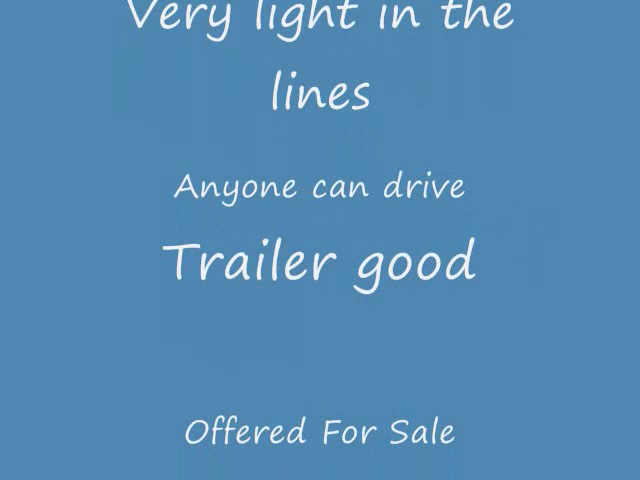 Very light in the
lines
Anyone can drive
Trailer good
Offered For Sale